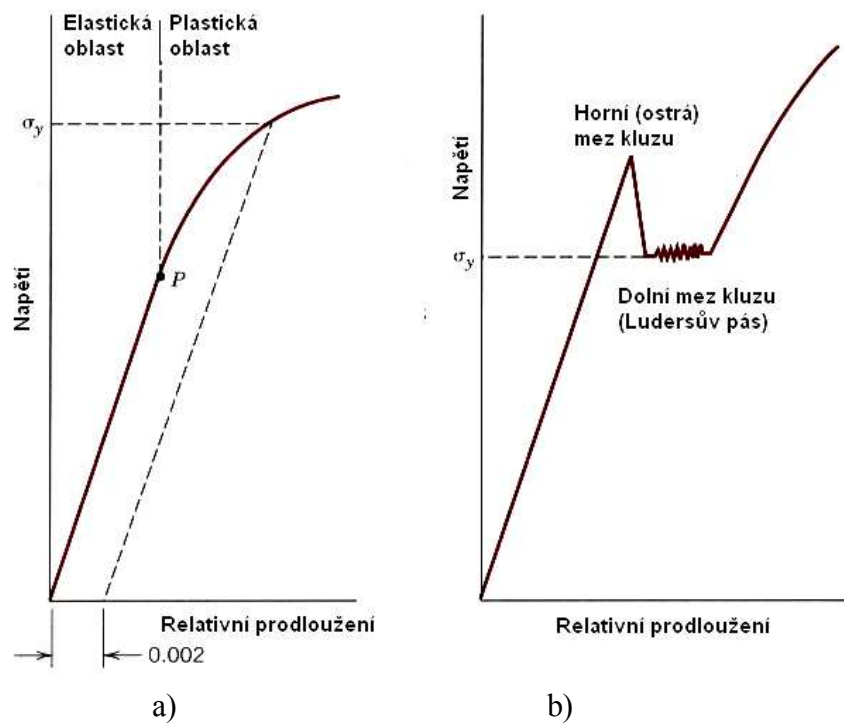 Elastická
oblast
Plastická
oblast
σy
Napětí
P
Relativní prodloužení
0.002
a)
Horní (ostrá)
mez kluzu
Napětí
σy
Dolní mez kluzu
(Ludersův pás)
Relativní prodloužení
b)